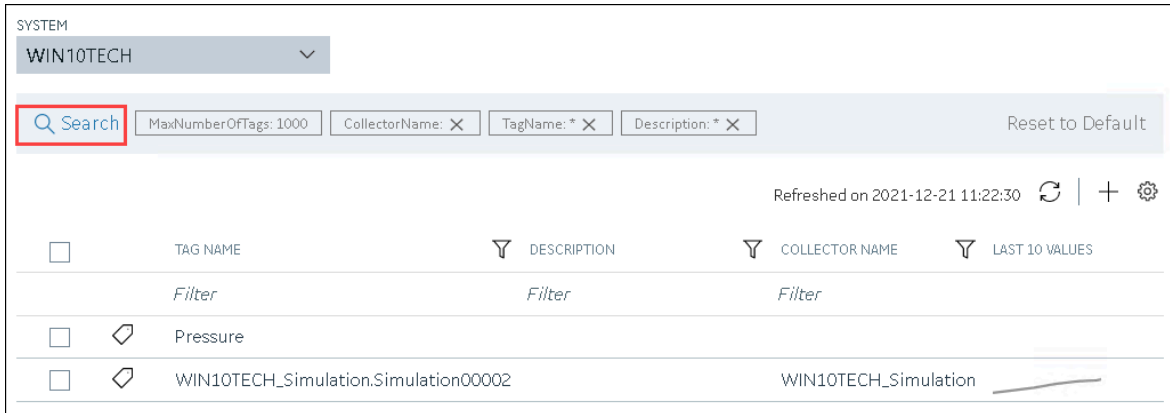 SYSTEM
WIN10TECH
Search MaxNumberOfTags: 1000 CollectorName: TagName: * Description: * Reset to Default
Refreshed on 2021-12-21 11:22:30
TAG NAME DESCRIPTION COLLECTOR NAME LAST 10 VALUES
Filter Filter Filter
Pressure
WIN10TECH_Simulation.Simulation00002 WIN10TECH_Simulation